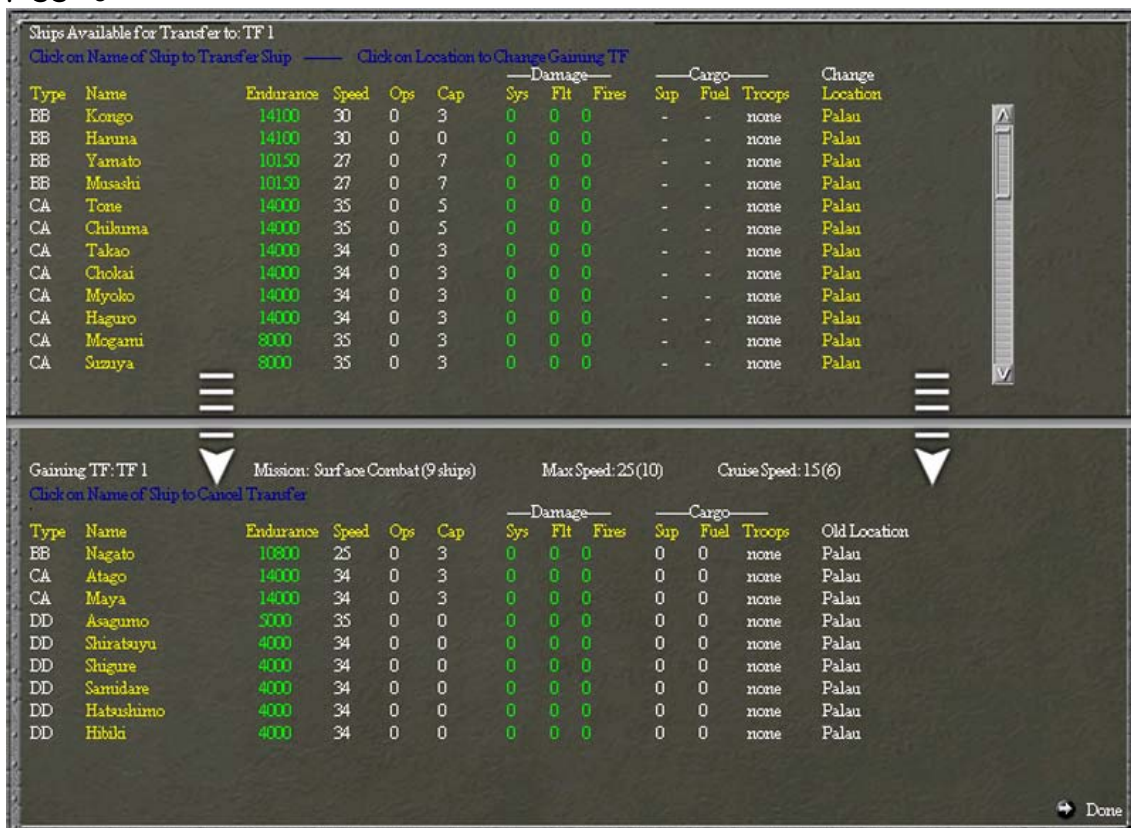 Ships Available for Transfer to: TF 1
Click on Name of Ship to Transfer Ship —— Click on Location to Change Gaining TF
—Damage— —Cargo— Change
Type Name Endurance Speed Ops Cap Sys Flt Fires Sup Fuel Troops Location
BB Kongo 14100 30 0 3 0 0 0 - - none Palau
BB Haruna 14100 30 0 0 0 0 0 - - none Palau
BB Yamato 10150 27 0 7 0 0 0 - - none Palau
BB Musashi 10150 27 0 7 0 0 0 - - none Palau
CA Tone 14000 35 0 5 0 0 0 - - none Palau
CA Chikuma 14000 35 0 5 0 0 0 - - none Palau
CA Takao 14000 34 0 3 0 0 0 - - none Palau
CA Chokai 14000 34 0 3 0 0 0 - - none Palau
CA Myoko 14000 34 0 3 0 0 0 - - none Palau
CA Haguro 14000 34 0 3 0 0 0 - - none Palau
CA Mogami 8000 35 0 3 0 0 0 - - none Palau
CA Suzuya 8000 35 0 3 0 0 0 - - none Palau
Gaining TF: TF 1 Mission: Surface Combat (9 ships) Max Speed: 25 (10) Cruise Speed: 15 (6)
Click on Name of Ship to Cancel Transfer
—Damage— —Cargo—
Type Name Endurance Speed Ops Cap Sys Flt Fires Sup Fuel Troops Old Location
BB Nagato 10800 25 0 3 0 0 0 0 0 none Palau
CA Atago 14000 34 0 3 0 0 0 0 0 none Palau
CA Maya 14000 34 0 3 0 0 0 0 0 none Palau
DD Asagumo 5000 35 0 0 0 0 0 0 0 none Palau
DD Shiratsuyu 4000 34 0 0 0 0 0 0 0 none Palau
DD Shigure 4000 34 0 0 0 0 0 0 0 none Palau
DD Samidare 4000 34 0 0 0 0 0 0 0 none Palau
DD Hatsushimo 4000 34 0 0 0 0 0 0 0 none Palau
DD Hibiki 4000 34 0 0 0 0 0 0 0 none Palau
Done